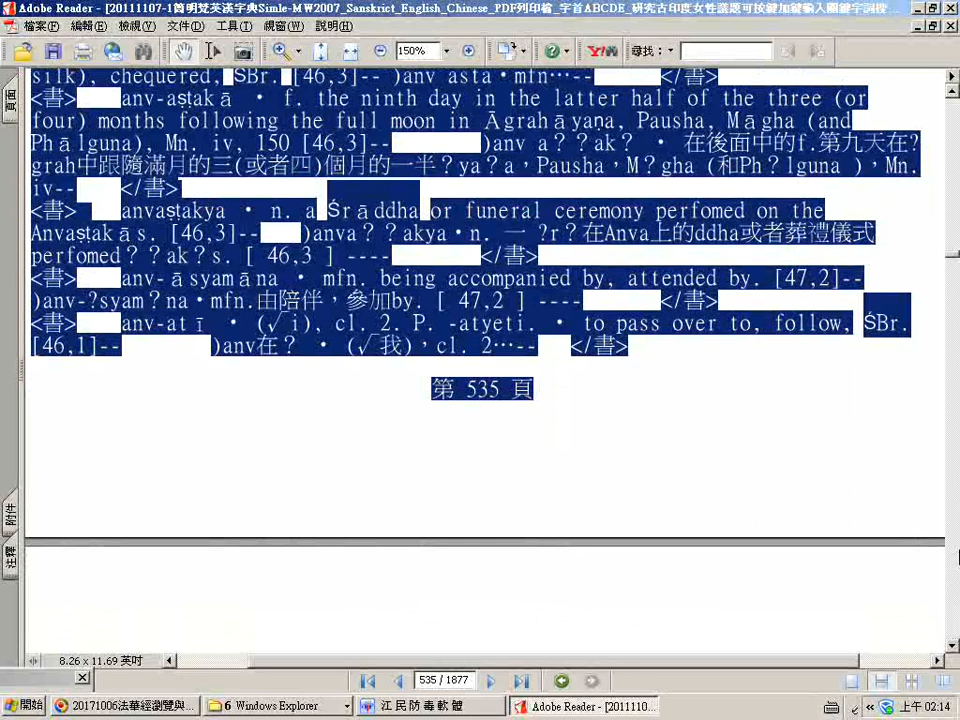 Adobe Reader - [20111107-1簡明梵英漢字典Simle-MW2007_Sanskrict_English_Chinese_PDF列印檔_字首ABCDE_研究古印度女性議題可按鍵加鍵輸入關鍵字詞搜...
檔案(F) 編輯(E) 檢視(V) 文件(D) 工具(T) 視窗(W) 說明(H)
150% Y! 尋找：
頁面
附件
註釋
silk), chequered, ŚBr. [46,3]-- )anv asta·mfn…-- </書>
<書> anv-aṣṭakā · f. the ninth day in the latter half of the three (or
four) months following the full moon in Āgrahāyaṇa, Pausha, Māgha (and
Phālguna), Mn. iv, 150 [46,3]-- )anv a？？ak？ · 在後面中的f.第九天在?
grah中跟隨滿月的三(或者四)個月的一半？ya？a，Pausha，M？gha (和Ph？lguna )，Mn.
iv-- </書>
<書> anvaṣṭakya · n. a Śrāddha or funeral ceremony perfomed on the
Anvaṣṭakās. [46,3]-- )anva？？akya·n. 一 ?r？在Anva上的ddha或者葬禮儀式
perfomed？？ak？s. [ 46,3 ] ---- </書>
<書> anv-āsyamāna · mfn. being accompanied by, attended by. [47,2]--
)anv-?syam？na·mfn.由陪伴，參加by. [ 47,2 ] ---- </書>
<書> anv-atī · (√i), cl. 2. P. -atyeti. · to pass over to, follow, ŚBr.
[46,1]-- )anv在？ · (√我)，cl. 2…-- </書>
第 535 頁
8.26 x 11.69 英吋
535 / 1877
開始 20171006法華經瀏覽與... 6 Windows Explorer 江民防毒軟體 Adobe Reader - [2011110... 上午 02:14